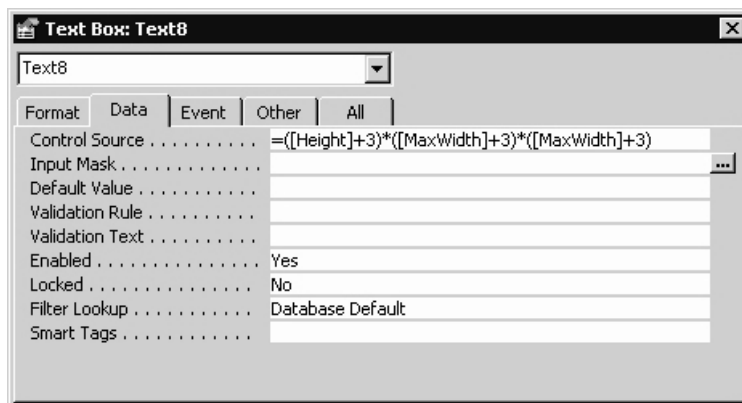 Text Box: Text8
Text8
Format Data Event Other All
Control Source . . . . . . . . . . =([Height]+3)*([MaxWidth]+3)*([MaxWidth]+3)
Input Mask . . . . . . . . . . . . . ...
Default Value . . . . . . . . . . .
Validation Rule . . . . . . . . . .
Validation Text . . . . . . . . . .
Enabled . . . . . . . . . . . . . . . Yes
Locked . . . . . . . . . . . . . . . . No
Filter Lookup . . . . . . . . . . . Database Default
Smart Tags . . . . . . . . . . . .